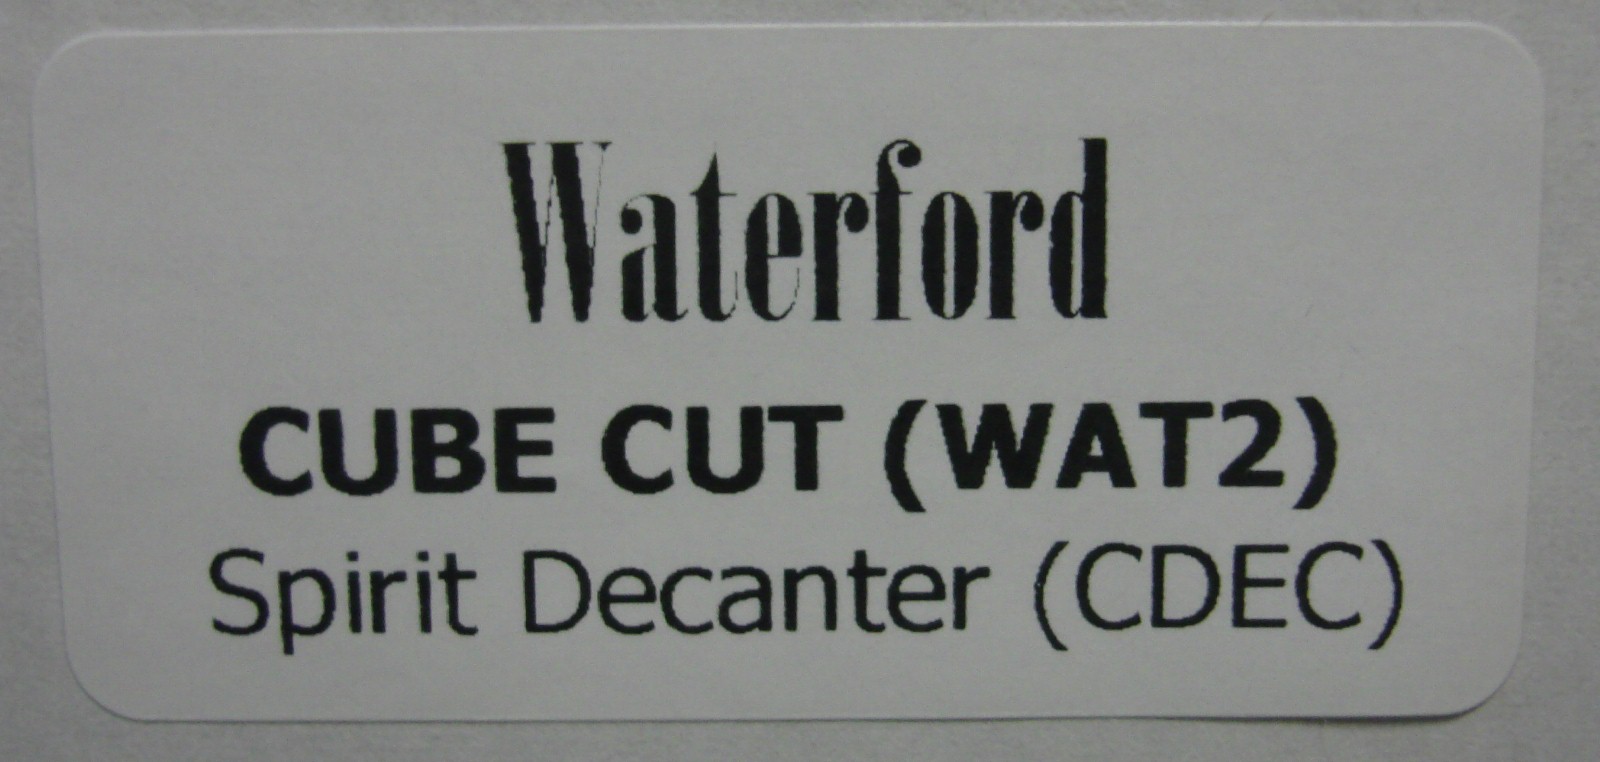 Waterford
CUBE CUT (WAT2)
Spirit Decanter (CDEC)